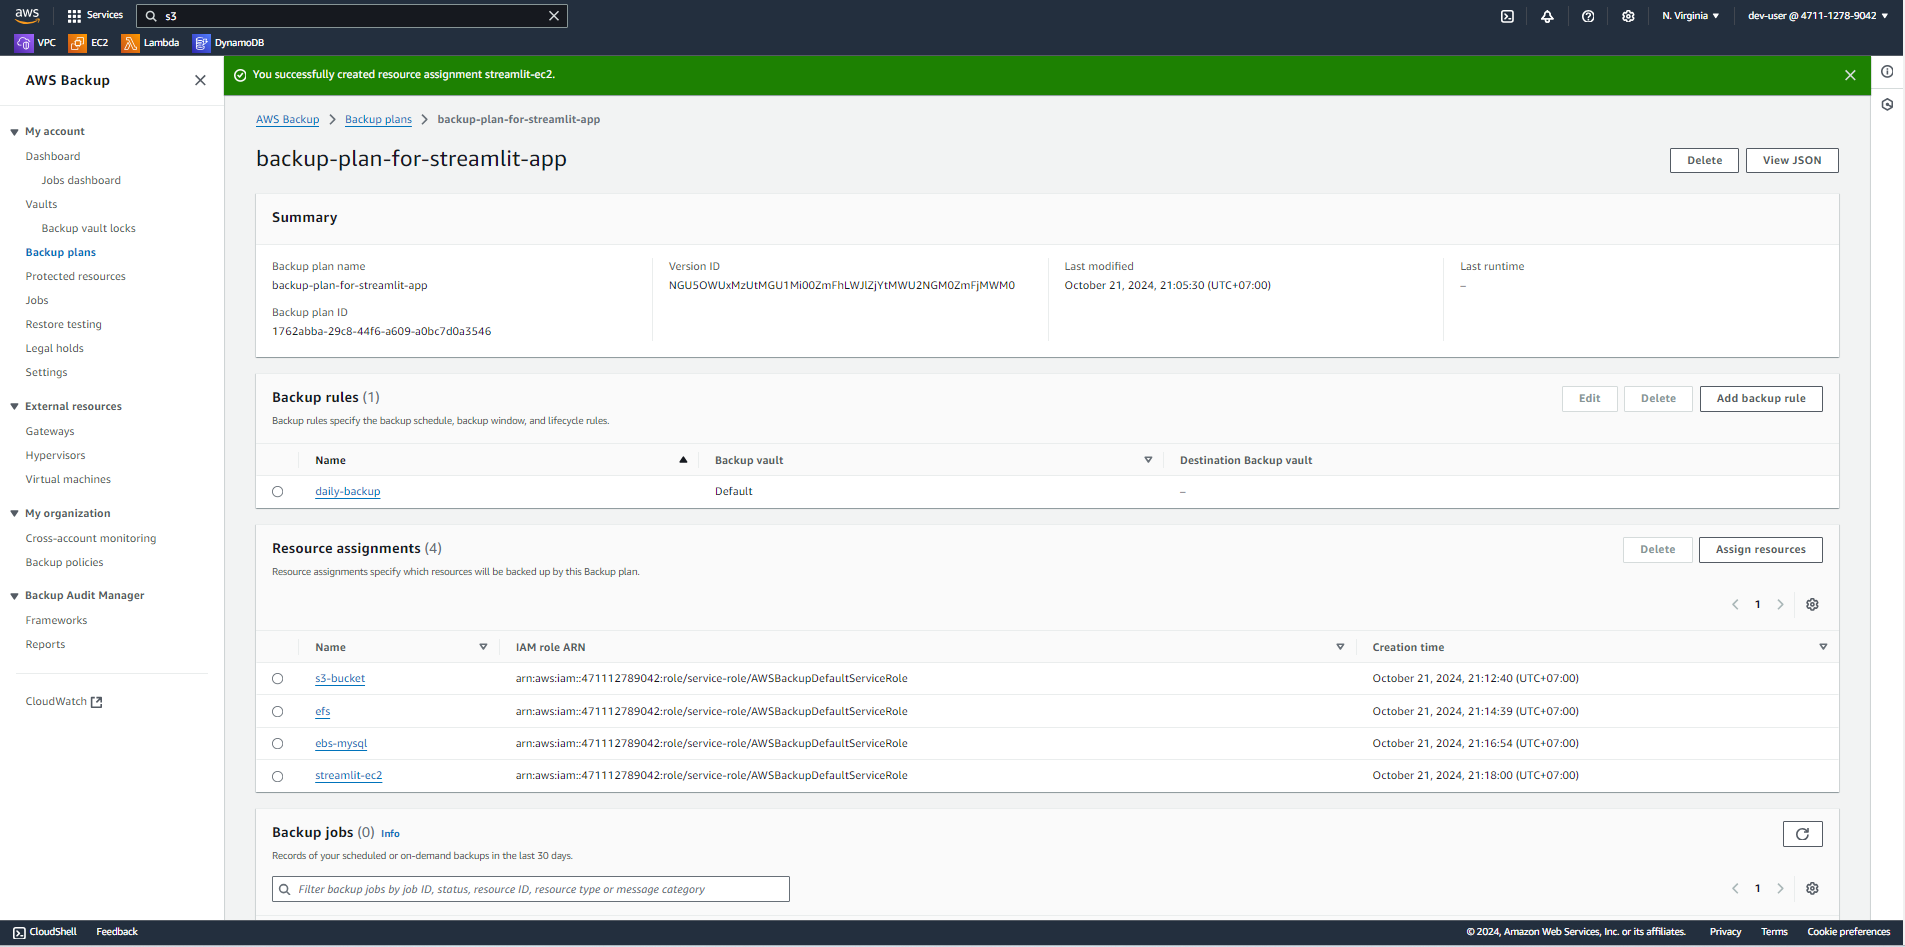 aws
Services
s3
N. Virginia ▼
dev-user @ 4711-1278-9042 ▼
VPC
EC2
Lambda
DynamoDB
AWS Backup
My account
Dashboard
Jobs dashboard
Vaults
Backup vault locks
Backup plans
Protected resources
Jobs
Restore testing
Legal holds
Settings
External resources
Gateways
Hypervisors
Virtual machines
My organization
Cross-account monitoring
Backup policies
Backup Audit Manager
Frameworks
Reports
CloudWatch
You successfully created resource assignment streamlit-ec2.
AWS Backup > Backup plans > backup-plan-for-streamlit-app
backup-plan-for-streamlit-app
Delete
View JSON
Summary
Backup plan name
backup-plan-for-streamlit-app
Backup plan ID
1762abba-29c8-44f6-a609-a0bc7d0a3546
Version ID
NGU5OWUxMzUtMGU1Mi00ZmFhLWJlZjYtMWU2NGM0ZmFjMWM0
Last modified
October 21, 2024, 21:05:30 (UTC+07:00)
Last runtime
–
Backup rules (1)
Edit
Delete
Add backup rule
Backup rules specify the backup schedule, backup window, and lifecycle rules.
Name Backup vault Destination Backup vault
daily-backup Default –
Resource assignments (4)
Delete
Assign resources
Resource assignments specify which resources will be backed up by this Backup plan.
1
Name IAM role ARN Creation time
s3-bucket arn:aws:iam::471112789042:role/service-role/AWSBackupDefaultServiceRole October 21, 2024, 21:12:40 (UTC+07:00)
efs arn:aws:iam::471112789042:role/service-role/AWSBackupDefaultServiceRole October 21, 2024, 21:14:39 (UTC+07:00)
ebs-mysql arn:aws:iam::471112789042:role/service-role/AWSBackupDefaultServiceRole October 21, 2024, 21:16:54 (UTC+07:00)
streamlit-ec2 arn:aws:iam::471112789042:role/service-role/AWSBackupDefaultServiceRole October 21, 2024, 21:18:00 (UTC+07:00)
Backup jobs (0) Info
Records of your scheduled or on-demand backups in the last 30 days.
Filter backup jobs by job ID, status, resource ID, resource type or message category
1
CloudShell
Feedback
© 2024, Amazon Web Services, Inc. or its affiliates.
Privacy
Terms
Cookie preferences